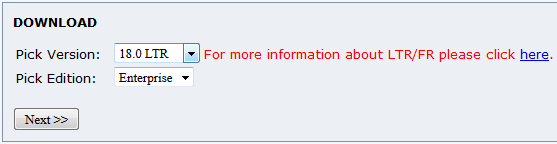 DOWNLOAD
Pick Version: 18.0 LTR For more information about LTR/FR please click here.
Pick Edition: Enterprise
Next >>